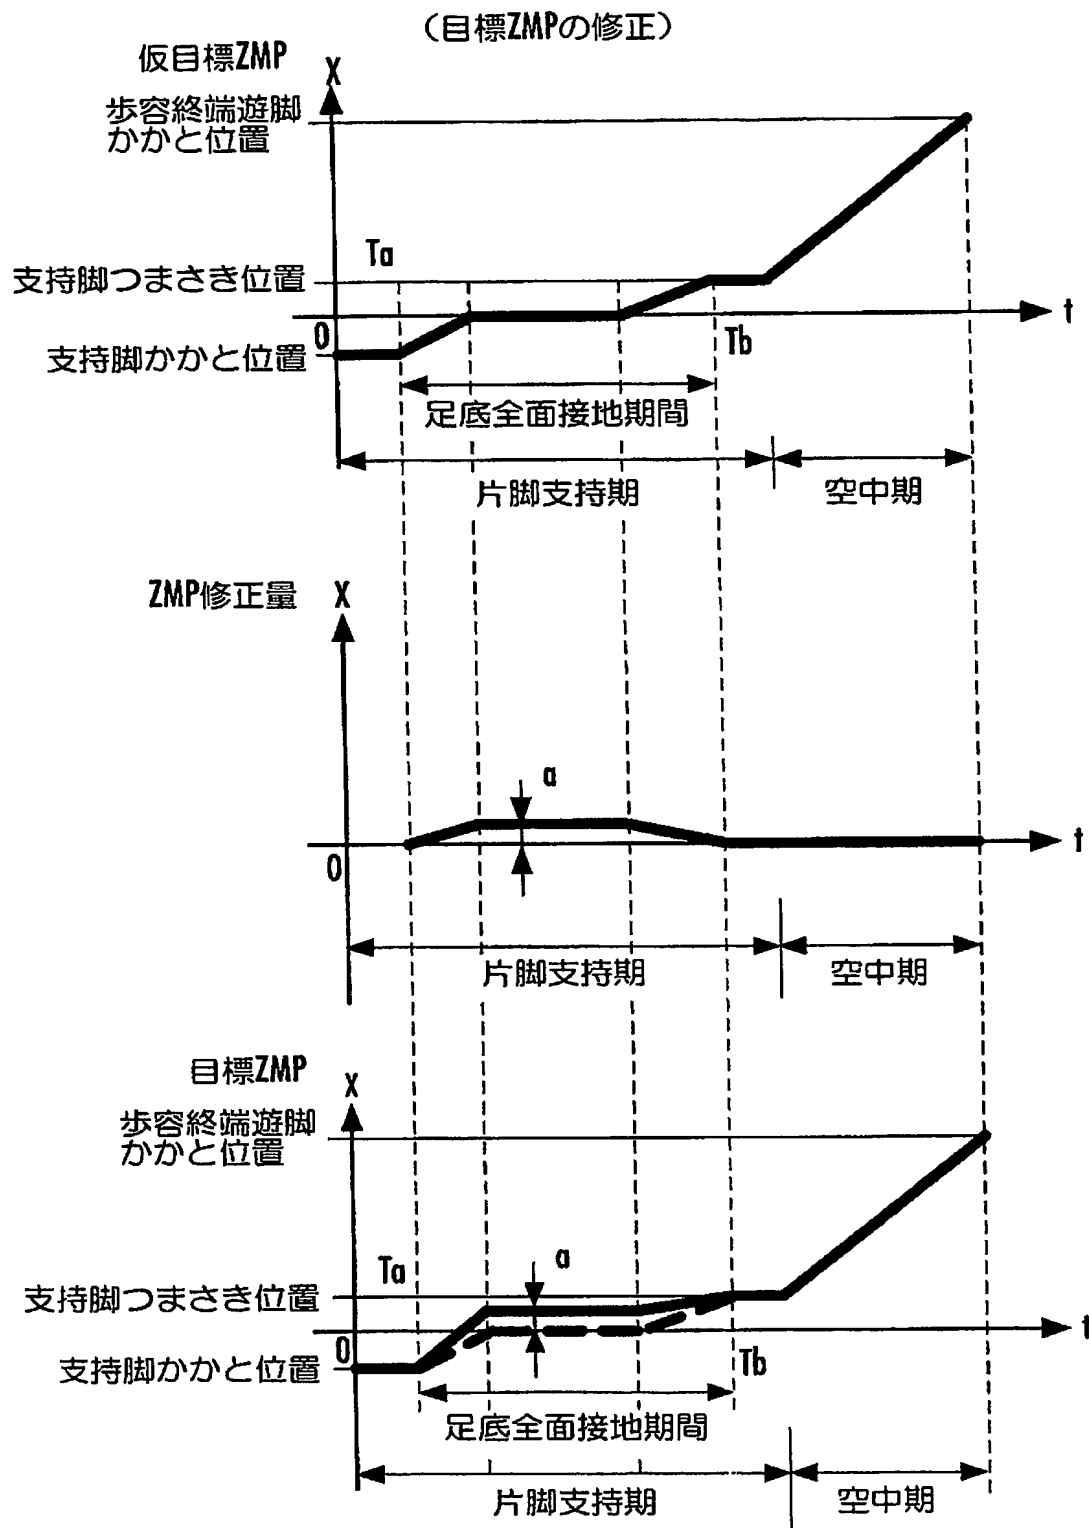 （目標ZMPの修正）
仮目標ZMP
X
歩容終端遊脚
かかと位置
Ta
支持脚つまさき位置
t
0
Tb
支持脚かかと位置
足底全面接地期間
片脚支持期
空中期
ZMP修正量
X
a
t
0
片脚支持期
空中期
目標ZMP
X
歩容終端遊脚
かかと位置
Ta
a
支持脚つまさき位置
t
0
Tb
支持脚かかと位置
足底全面接地期間
片脚支持期
空中期